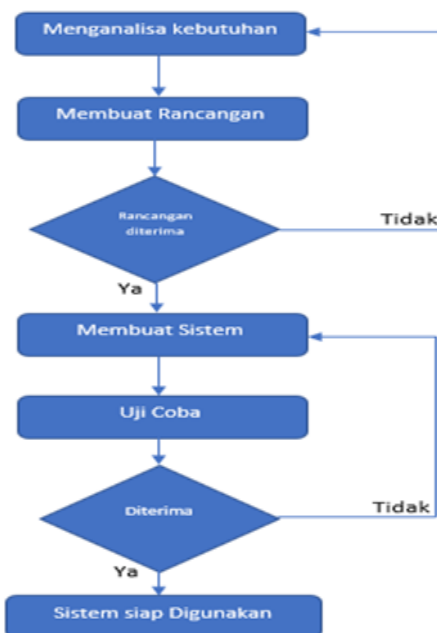 Menganalisa kebutuhan
Membuat Rancangan
Rancangan
diterima
Tidak
Ya
Membuat Sistem
Uji Coba
Diterima
Tidak
Ya
Sistem siap Digunakan